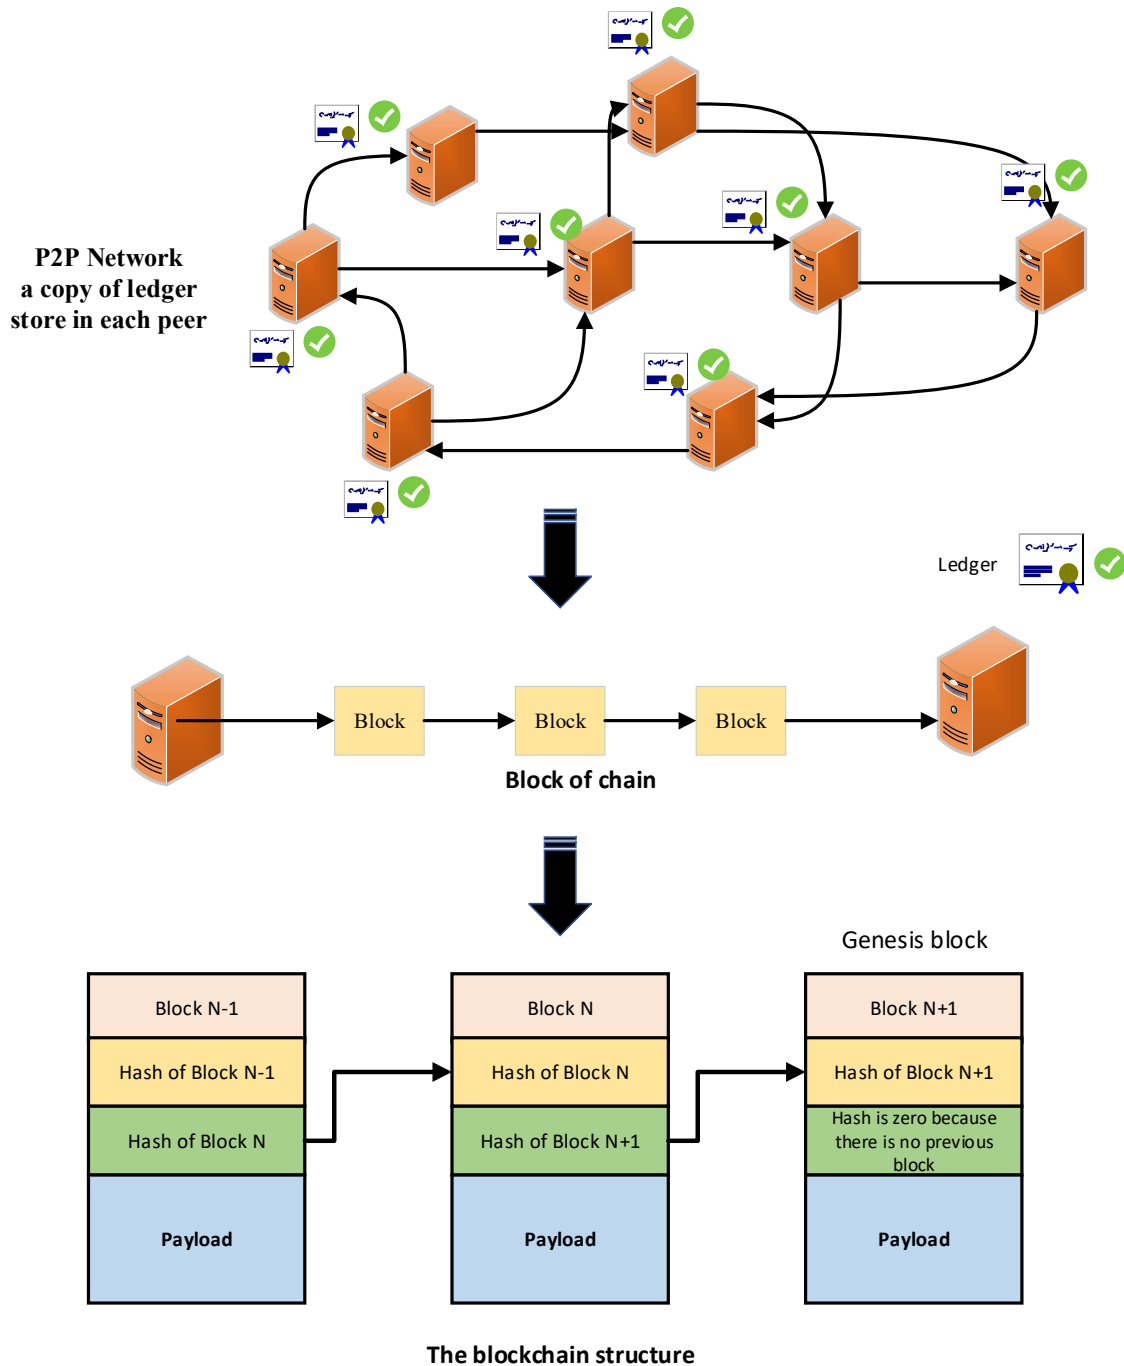 P2P Network
a copy of ledger
store in each peer
Ledger
Block
Block
Block
Block of chain
Genesis block
Block N-1
Block N
Block N+1
Hash of Block N-1
Hash of Block N
Hash of Block N+1
Hash of Block N
Hash of Block N+1
Hash is zero because
there is no previous
block
Payload
Payload
Payload
The blockchain structure